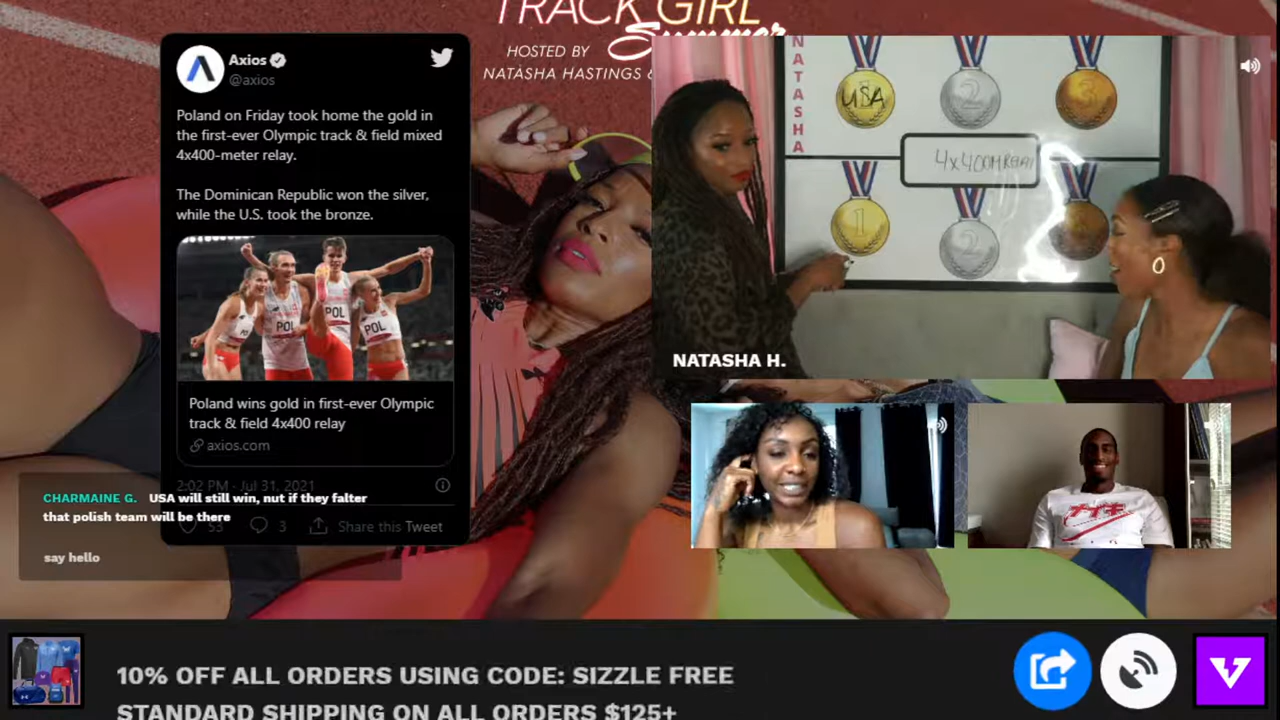 TRACK GIRL
Summer
HOSTED BY
NATASHA HASTINGS &
Axios
@axios
Poland on Friday took home the gold in
the first-ever Olympic track & field mixed
4x400-meter relay.
The Dominican Republic won the silver,
while the U.S. took the bronze.
POL
POL
POL
Poland wins gold in first-ever Olympic
track & field 4x400 relay
axios.com
2:02 PM · Jul 31, 2021
53
3
Share this Tweet
CHARMAINE G. USA will still win, nut if they falter
that polish team will be there
say hello
NATASHA
USA
2
3
4x400M RELAY
1
2
NATASHA H.
10% OFF ALL ORDERS USING CODE: SIZZLE FREE
STANDARD SHIPPING ON ALL ORDERS $125+